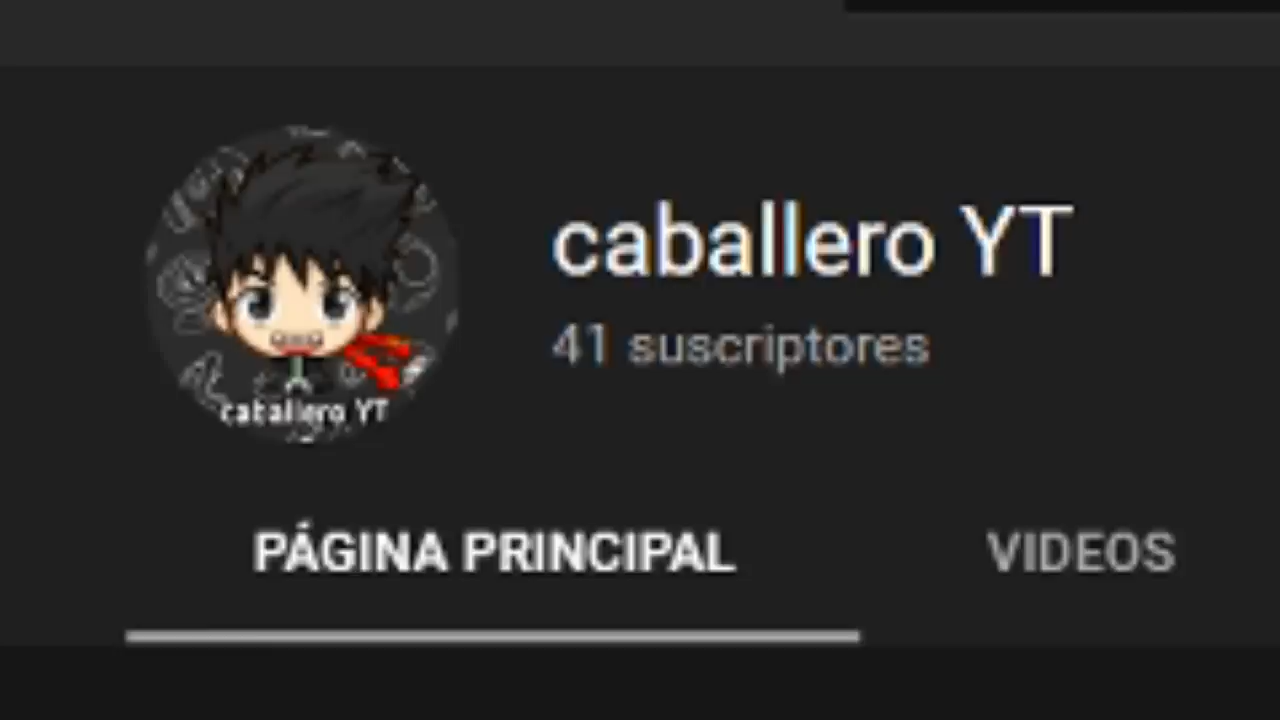 caballero YT
41 suscriptores
caballero YT
PÁGINA PRINCIPAL
VIDEOS